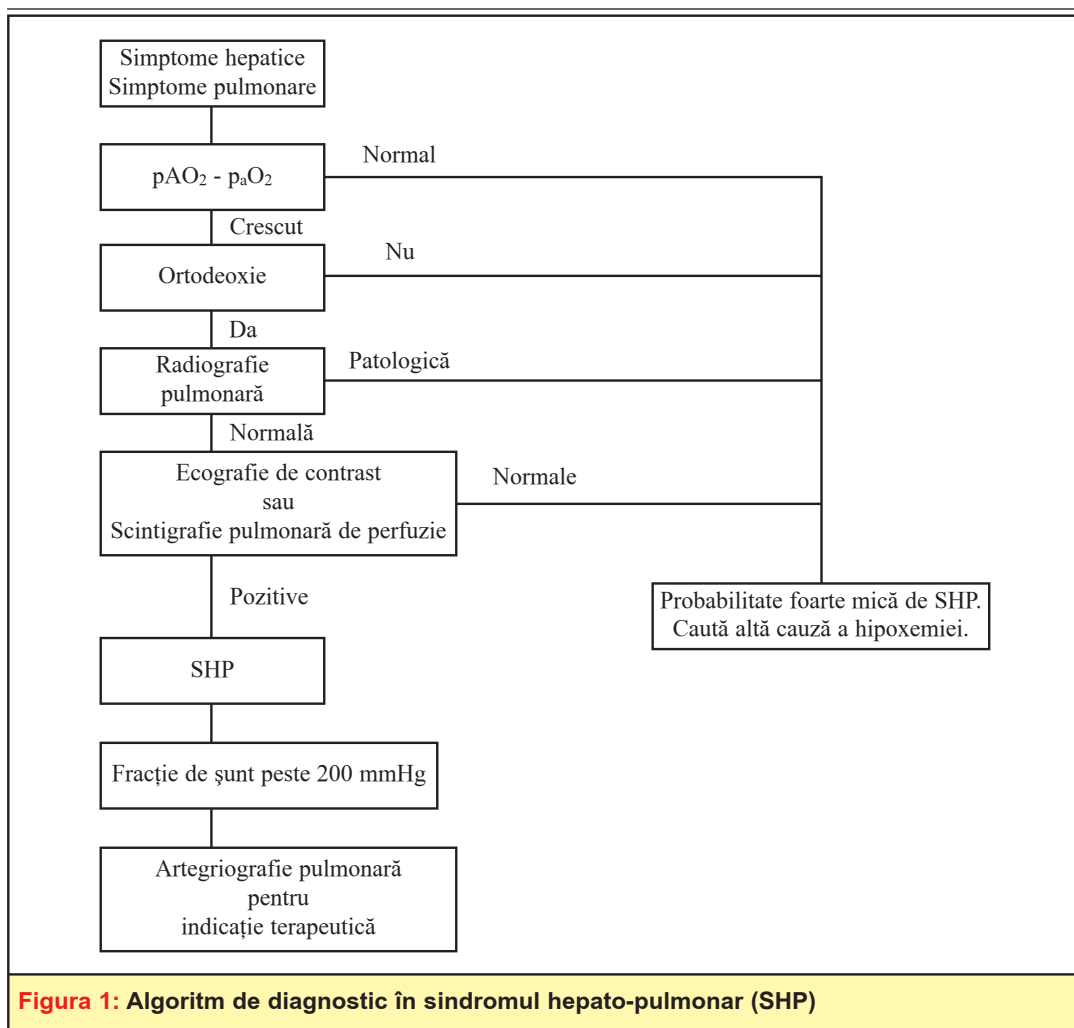 Simptome hepatice
Simptome pulmonare
pAO₂ - pₐO₂
Normal
Crescut
Ortodeoxie
Nu
Da
Radiografie
pulmonară
Patologică
Normală
Ecografie de contrast
sau
Scintigrafie pulmonară de perfuzie
Normale
Pozitive
Probabilitate foarte mică de SHP.
Caută altă cauză a hipoxemiei.
SHP
Fracție de şunt peste 200 mmHg
Artegriografie pulmonară
pentru
indicație terapeutică
Figura 1: Algoritm de diagnostic în sindromul hepato-pulmonar (SHP)